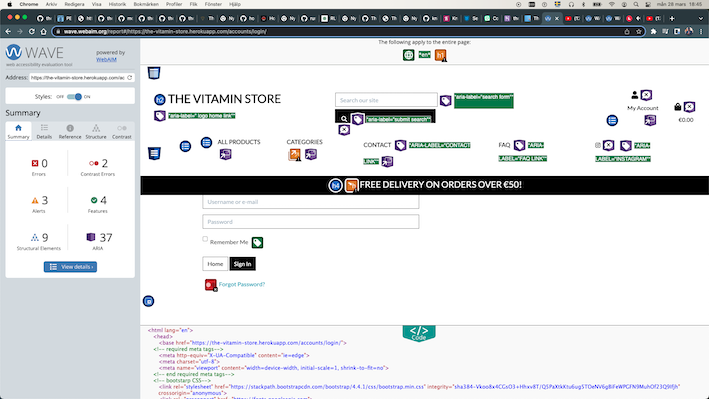 Chrome Arkiv Redigera Visa Historik Bokmärken Profiler Flik Fönster Hjälp
mån 28 mars 18:45
wave.webaim.org/report#/https://the-vitamin-store.herokuapp.com/accounts/login/
WAVE
web accessibility evaluation tool
powered by
WebAIM
Address: https://the-vitamin-store.herokuapp.com/ac
Styles: OFF ON
Summary
Summary Details Reference Structure Contrast
0
Errors
2
Contrast Errors
3
Alerts
4
Features
9
Structural Elements
37
ARIA
View details ›
The following apply to the entire page:
*en*
h1
h2 THE VITAMIN STORE
*aria-label=" logo home link"*
Search our site
*aria-label="search form"*
*aria-label="submit search"*
My Account
€0.00
ALL PRODUCTS
CATEGORIES
CONTACT *ARIA-LABEL="CONTACT
LINK"*
FAQ *ARIA-
LABEL="FAQ LINK"*
*ARIA-
LABEL="INSTAGRAM"*
h4 FREE DELIVERY ON ORDERS OVER €50!
Username or e-mail
Password
Remember Me
Home Sign In
Forgot Password?
</>
Code
<html lang="en">
<head>
<base href="https://the-vitamin-store.herokuapp.com/accounts/login/">
<!-- required meta tags-->
<meta http-equiv="X-UA-Compatible" content="ie=edge">
<meta charset="utf-8">
<meta name="viewport" content="width=device-width, initial-scale=1, shrink-to-fit=no">
<!-- end required meta tags-->
<!-- bootstarp CSS-->
<link rel="stylesheet" href="https://stackpath.bootstrapcdn.com/bootstrap/4.4.1/css/bootstrap.min.css" integrity="sha384-Vkoo8x4CGsO3+Hhxv8T/Q5PaXtkKtu6ug5TOeNV6gBiFeWPGFN9MuhOf23Q9Ifjh"
crossorigin="anonymous">